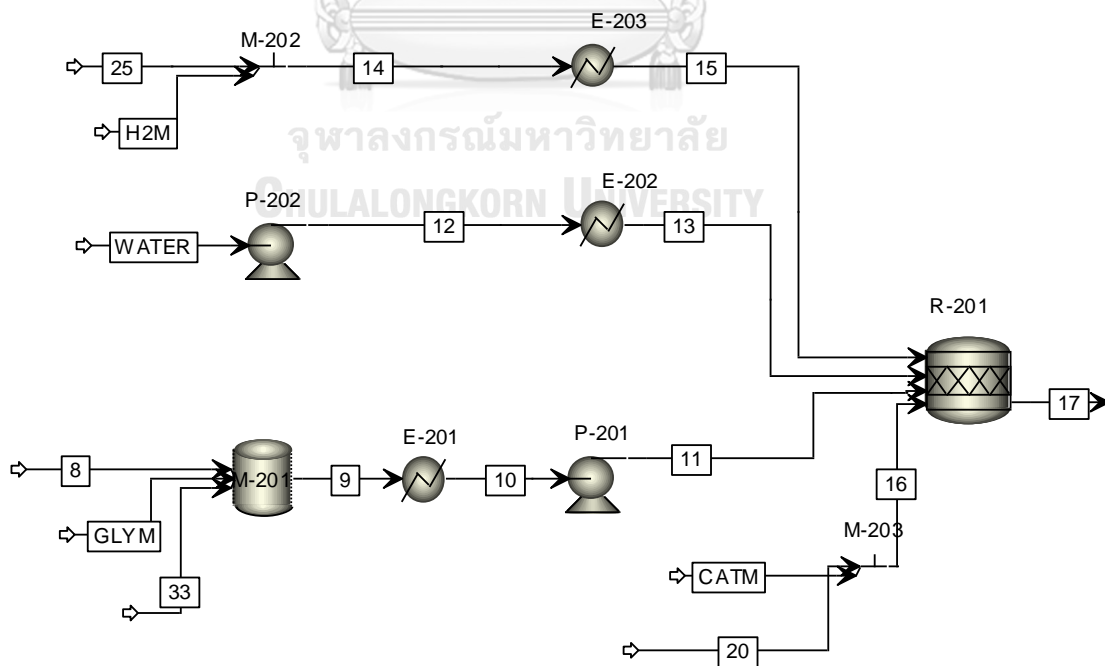 E-203
M-202
25
14
15
H2M
จุฬาลงกรณ์มหาวิทยาลัย
CHULALONGKORN UNIVERSITY
E-202
P-202
12
13
WATER
R-201
17
E-201
P-201
11
8
M-201
9
10
16
GLYM
M-203
33
CATM
20